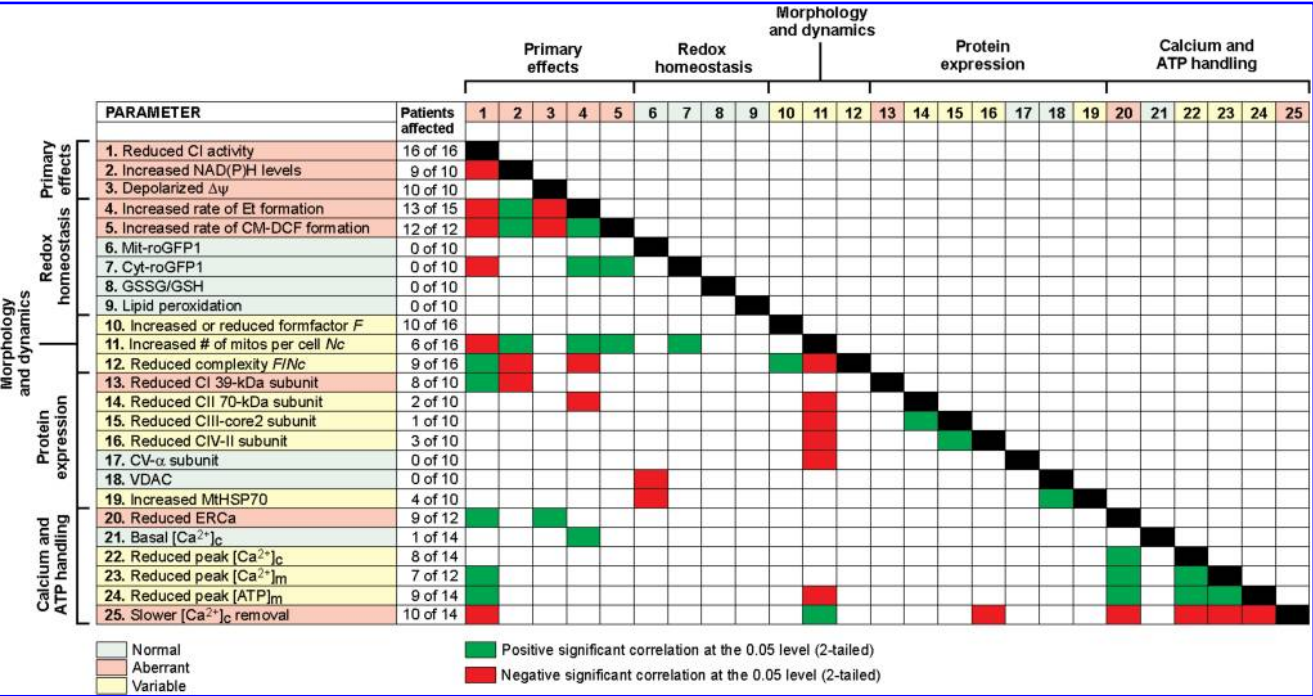 Morphology
and dynamics
Primary
effects
Redox
homeostasis
Protein
expression
Calcium and
ATP handling
PARAMETER Patients affected 1 2 3 4 5 6 7 8 9 10 11 12 13 14 15 16 17 18 19 20 21 22 23 24 25
Primary
effects
1. Reduced CI activity 16 of 16
2. Increased NAD(P)H levels 9 of 10
3. Depolarized Δψ 10 of 10
Redox
homeostasis
4. Increased rate of Et formation 13 of 15
5. Increased rate of CM-DCF formation 12 of 12
6. Mit-roGFP1 0 of 10
7. Cyt-roGFP1 0 of 10
8. GSSG/GSH 0 of 10
9. Lipid peroxidation 0 of 10
Morphology
and dynamics
10. Increased or reduced formfactor F 10 of 16
11. Increased # of mitos per cell Nc 6 of 16
12. Reduced complexity F/Nc 9 of 16
Protein
expression
13. Reduced CI 39-kDa subunit 8 of 10
14. Reduced CII 70-kDa subunit 2 of 10
15. Reduced CIII-core2 subunit 1 of 10
16. Reduced CIV-II subunit 3 of 10
17. CV-α subunit 0 of 10
18. VDAC 0 of 10
19. Increased MtHSP70 4 of 10
Calcium and
ATP handling
20. Reduced ERCa 9 of 12
21. Basal [Ca²⁺]c 1 of 14
22. Reduced peak [Ca²⁺]c 8 of 14
23. Reduced peak [Ca²⁺]m 7 of 12
24. Reduced peak [ATP]m 9 of 14
25. Slower [Ca²⁺]c removal 10 of 14
Normal
Aberrant
Variable
Positive significant correlation at the 0.05 level (2-tailed)
Negative significant correlation at the 0.05 level (2-tailed)